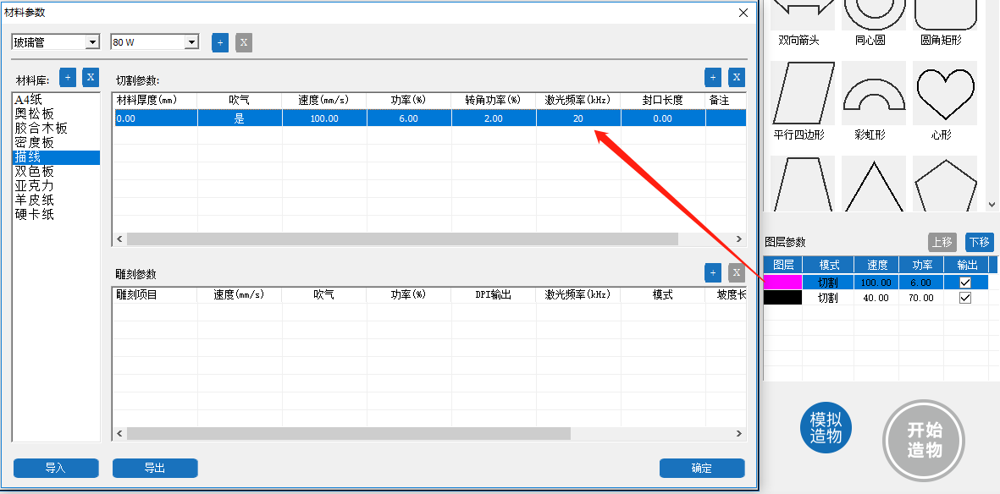 材料参数
玻璃管 80 W + X
材料库: + X
A4纸
奥松板
胶合木板
密度板
描线
双色板
亚克力
羊皮纸
硬卡纸
切割参数: + X
材料厚度(mm) 吹气 速度(mm/s) 功率(%) 转角功率(%) 激光频率(kHz) 封口长度 备注
0.00 是 100.00 6.00 2.00 20 0.00
雕刻参数 + X
雕刻项目 速度(mm/s) 吹气 功率(%) DPI输出 激光频率(kHz) 模式 坡度长
导入 导出 确定
双向箭头 同心圆 圆角矩形
平行四边形 彩虹形 心形
图层参数 上移 下移
图层 模式 速度 功率 输出
切割 100.00 6.00
切割 40.00 70.00
模拟
造物
开始
造物